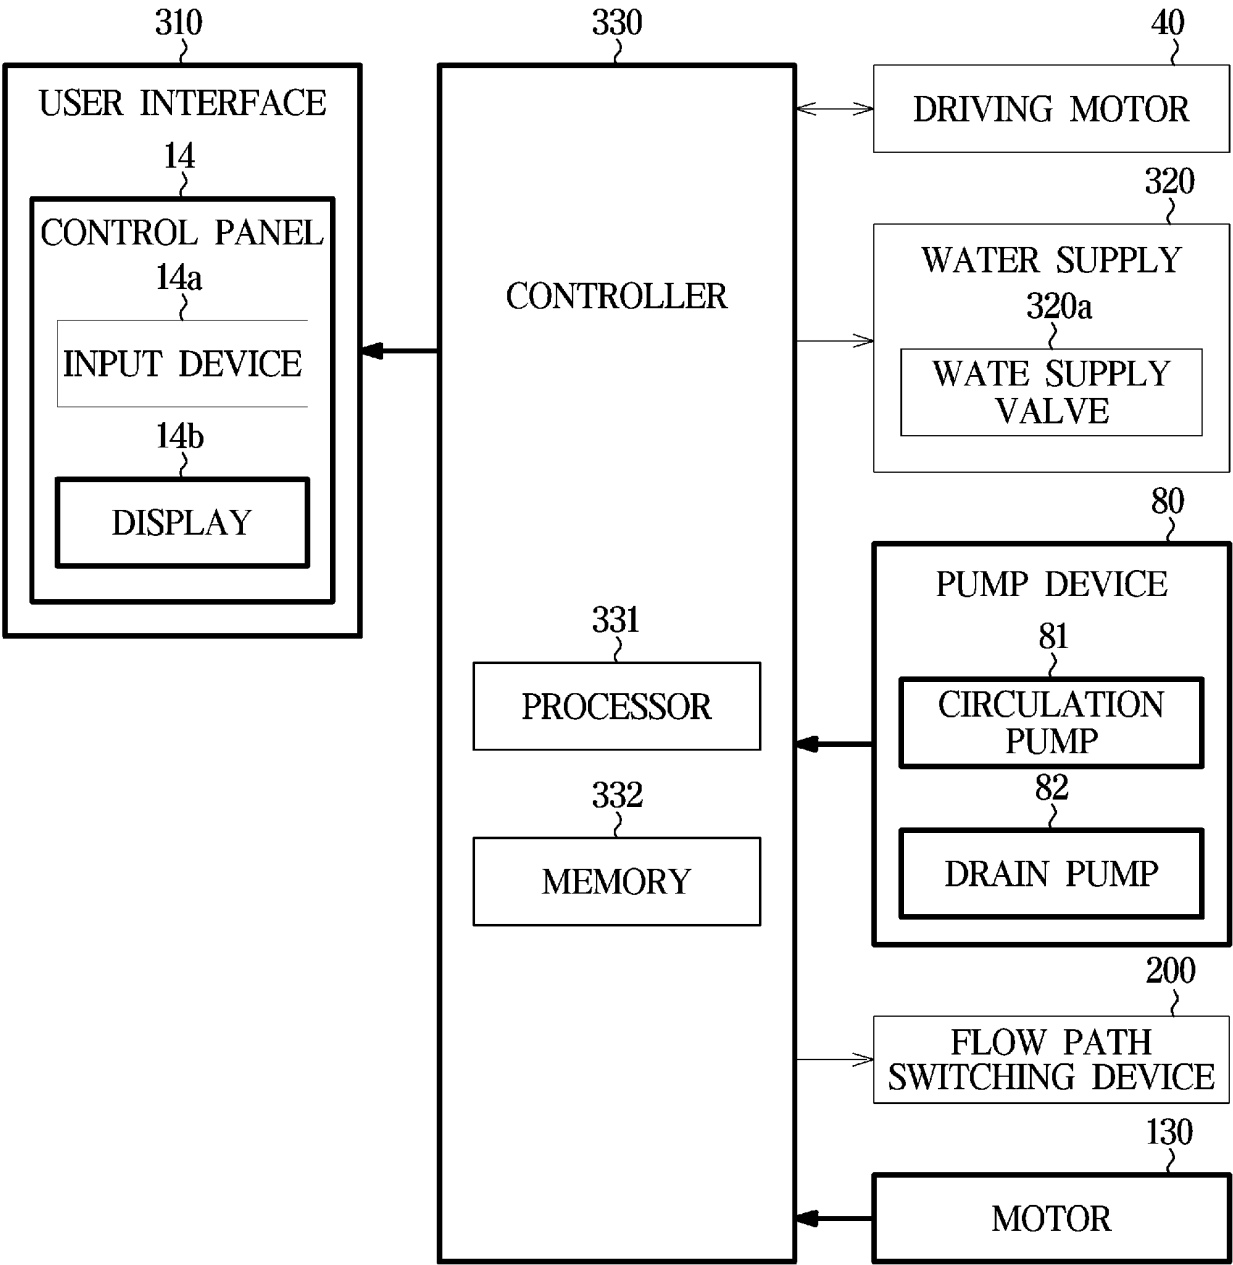 310
USER INTERFACE
14
CONTROL PANEL
14a
INPUT DEVICE
14b
DISPLAY
330
CONTROLLER
331
PROCESSOR
332
MEMORY
40
DRIVING MOTOR
320
WATER SUPPLY
320a
WATE SUPPLY
VALVE
80
PUMP DEVICE
81
CIRCULATION
PUMP
82
DRAIN PUMP
200
FLOW PATH
SWITCHING DEVICE
130
MOTOR